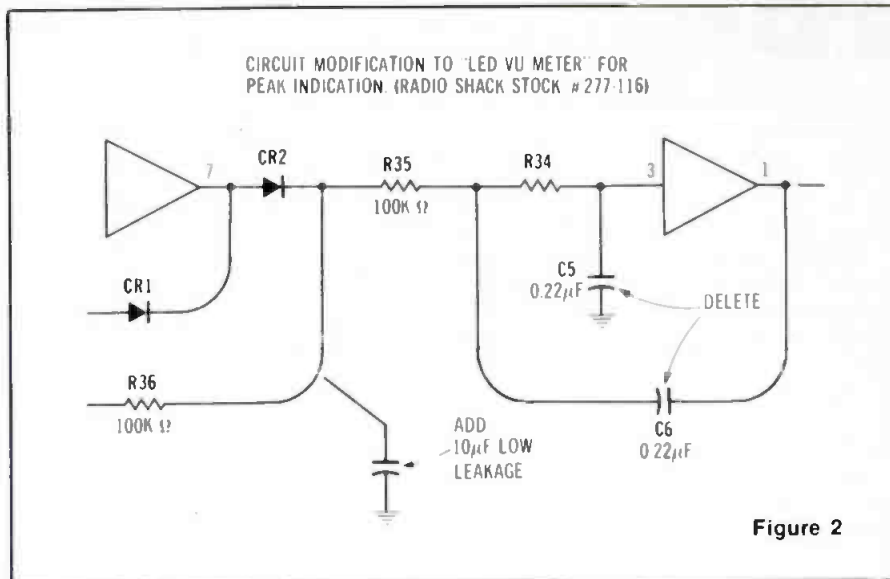 CIRCUIT MODIFICATION TO "LED VU METER" FOR
PEAK INDICATION. (RADIO SHACK STOCK #277-116)
7
CR2
R35
100K Ω
R34
3
1
CR1
C5
0.22µF
DELETE
R36
100K Ω
ADD
10µF LOW
LEAKAGE
C6
0.22µF
Figure 2